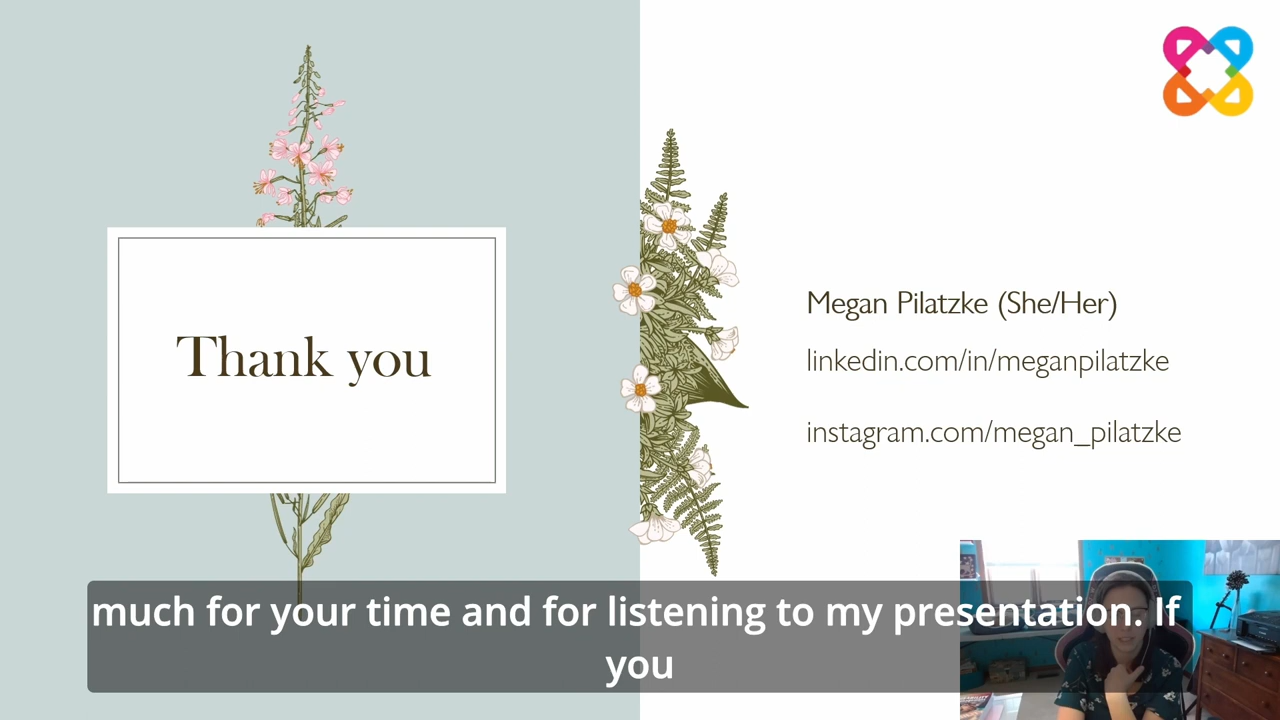 Thank you
Megan Pilatzke (She/Her)
linkedin.com/in/meganpilatzke
instagram.com/megan_pilatzke
much for your time and for listening to my presentation. If
you